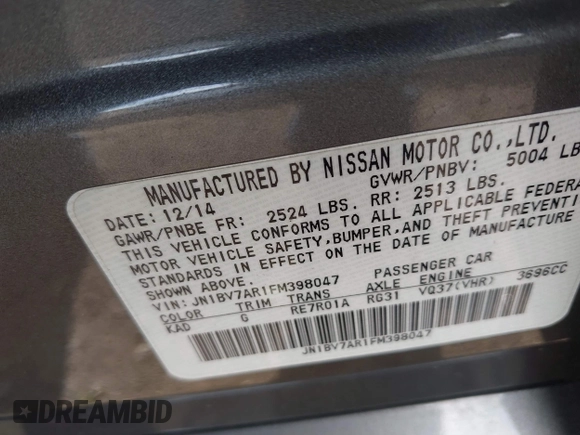 MANUFACTURED BY NISSAN MOTOR CO.,LTD.
DATE: 12/14 GVWR/PNBV: 5004 LB
GAWR/PNBE FR: 2524 LBS. RR: 2513 LBS.
THIS VEHICLE CONFORMS TO ALL APPLICABLE FEDERA
MOTOR VEHICLE SAFETY, BUMPER, AND THEFT PREVENTI
STANDARDS IN EFFECT ON THE DATE OF MANUFACTURE
SHOWN ABOVE.
VIN: JN1BV7AR1FM398047 PASSENGER CAR
COLOR TRIM TRANS AXLE ENGINE
KAD G RE7R01A RG31 VQ37(VHR) 3696CC
JN1BV7AR1FM398047
DREAMBID